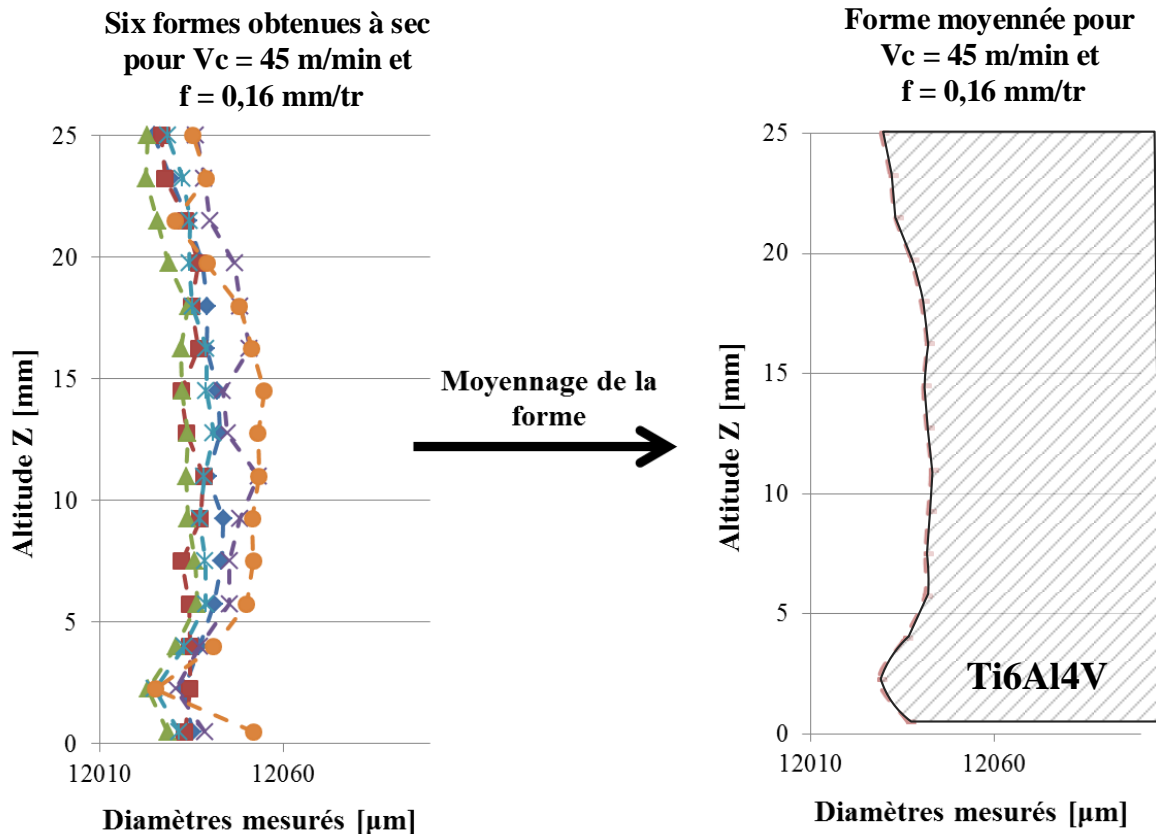 Six formes obtenues à sec
pour Vc = 45 m/min et
f = 0,16 mm/tr
Altitude Z [mm]
25
20
15
10
5
0
12010
12060
Diamètres mesurés [µm]
Moyennage de la
forme
Forme moyennée pour
Vc = 45 m/min et
f = 0,16 mm/tr
Altitude Z [mm]
25
20
15
10
5
0
Ti6Al4V
12010
12060
Diamètres mesurés [µm]